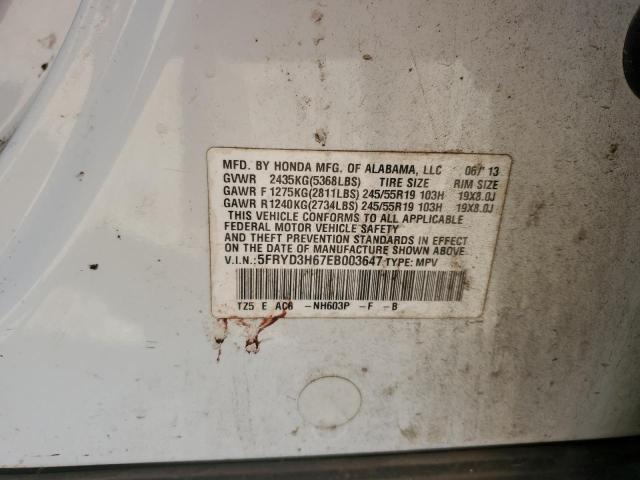 MFD. BY HONDA MFG. OF ALABAMA, LLC 06/'13
GVWR 2435KG(5368LBS) TIRE SIZE RIM SIZE
GAWR F 1275KG(2811LBS) 245/55R19 103H 19X8.0J
GAWR R1240KG(2734LBS) 245/55R19 103H 19X8.0J
THIS VEHICLE CONFORMS TO ALL APPLICABLE
FEDERAL MOTOR VEHICLE SAFETY
AND THEFT PREVENTION STANDARDS IN EFFECT
ON THE DATE OF MANUFACTURE SHOWN ABOVE.
V.I.N.: 5FRYD3H67EB003647 TYPE: MPV
TZ5 E AC6 -NH603P -F -B